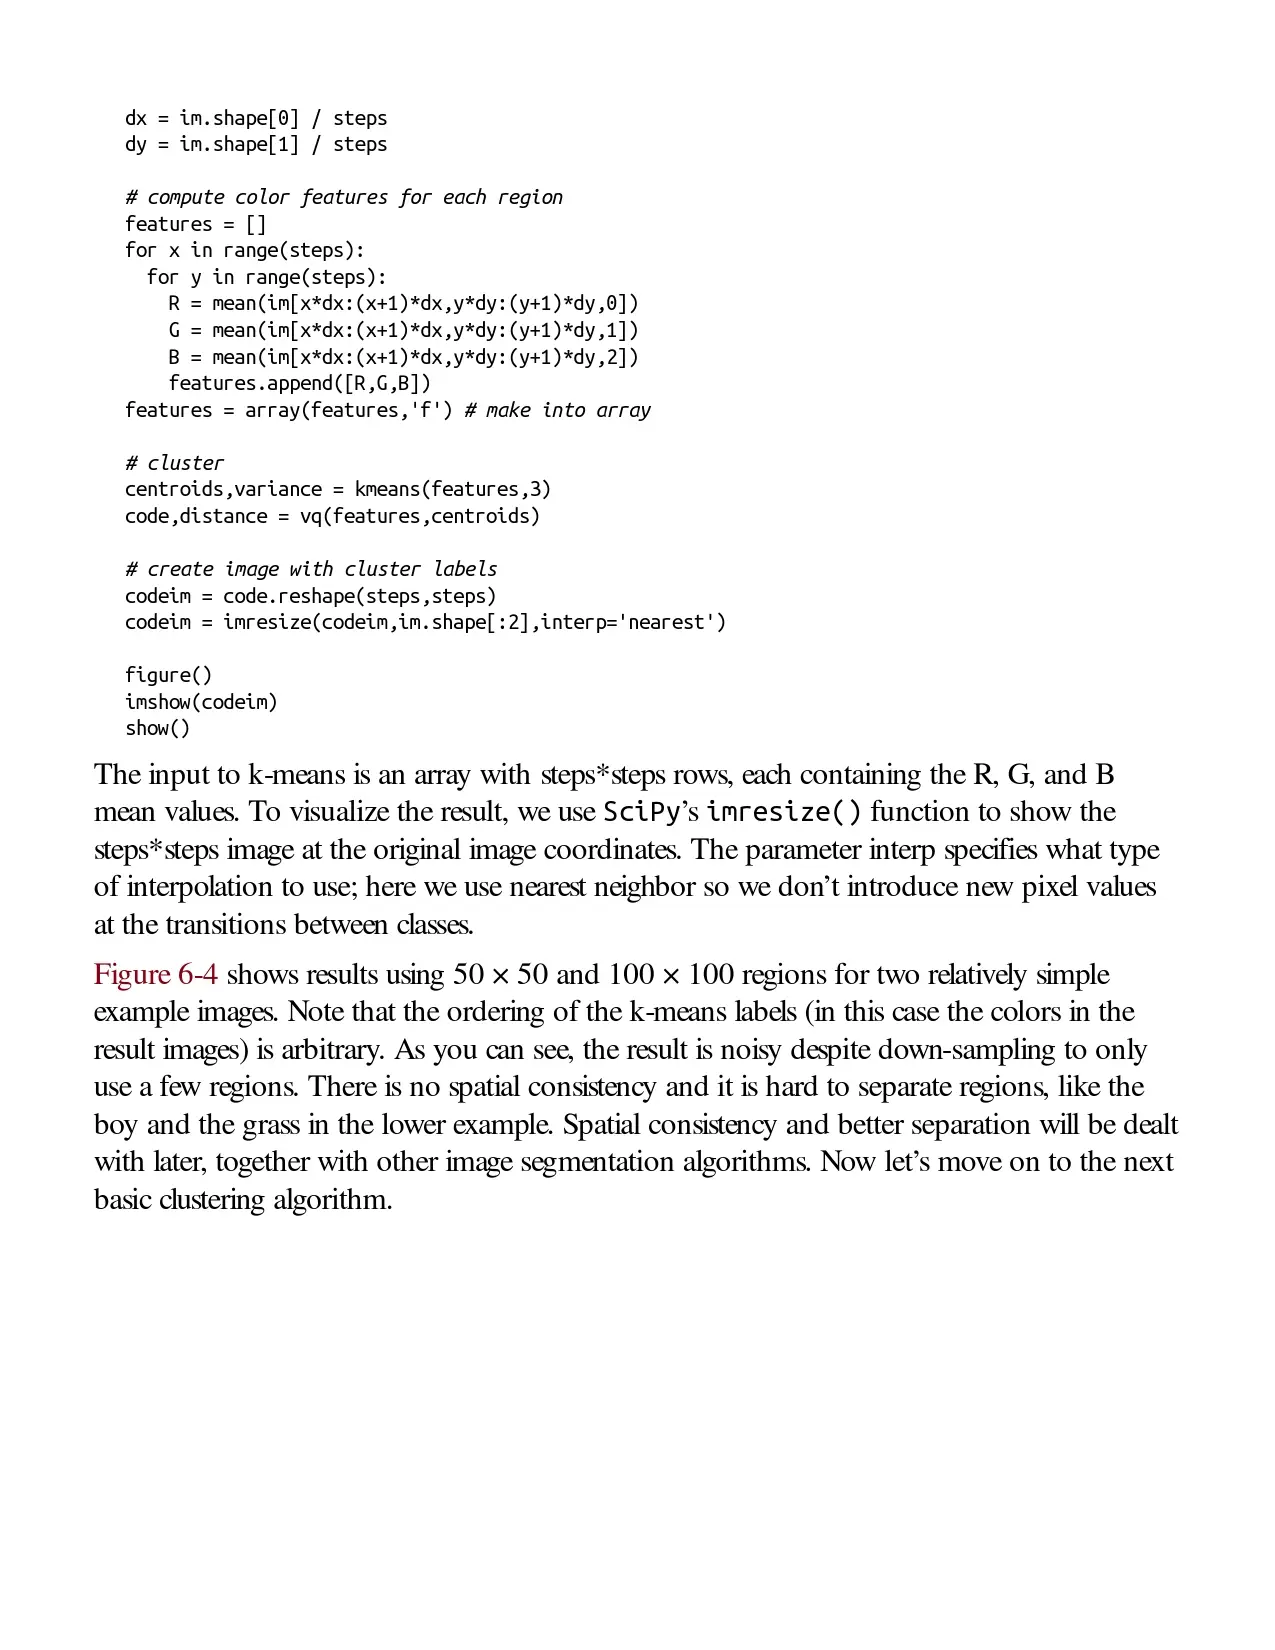 dx = im.shape[0] / steps
dy = im.shape[1] / steps
# compute color features for each region
features = []
for x in range(steps):
  for y in range(steps):
    R = mean(im[x*dx:(x+1)*dx,y*dy:(y+1)*dy,0])
    G = mean(im[x*dx:(x+1)*dx,y*dy:(y+1)*dy,1])
    B = mean(im[x*dx:(x+1)*dx,y*dy:(y+1)*dy,2])
    features.append([R,G,B])
features = array(features,'f') # make into array
# cluster
centroids,variance = kmeans(features,3)
code,distance = vq(features,centroids)
# create image with cluster labels
codeim = code.reshape(steps,steps)
codeim = imresize(codeim,im.shape[:2],interp='nearest')
figure()
imshow(codeim)
show()
The input to k-means is an array with steps*steps rows, each containing the R, G, and B
mean values. To visualize the result, we use SciPy’s imresize() function to show the
steps*steps image at the original image coordinates. The parameter interp specifies what type
of interpolation to use; here we use nearest neighbor so we don’t introduce new pixel values
at the transitions between classes.
Figure 6-4 shows results using 50 × 50 and 100 × 100 regions for two relatively simple
example images. Note that the ordering of the k-means labels (in this case the colors in the
result images) is arbitrary. As you can see, the result is noisy despite down-sampling to only
use a few regions. There is no spatial consistency and it is hard to separate regions, like the
boy and the grass in the lower example. Spatial consistency and better separation will be dealt
with later, together with other image segmentation algorithms. Now let’s move on to the next
basic clustering algorithm.